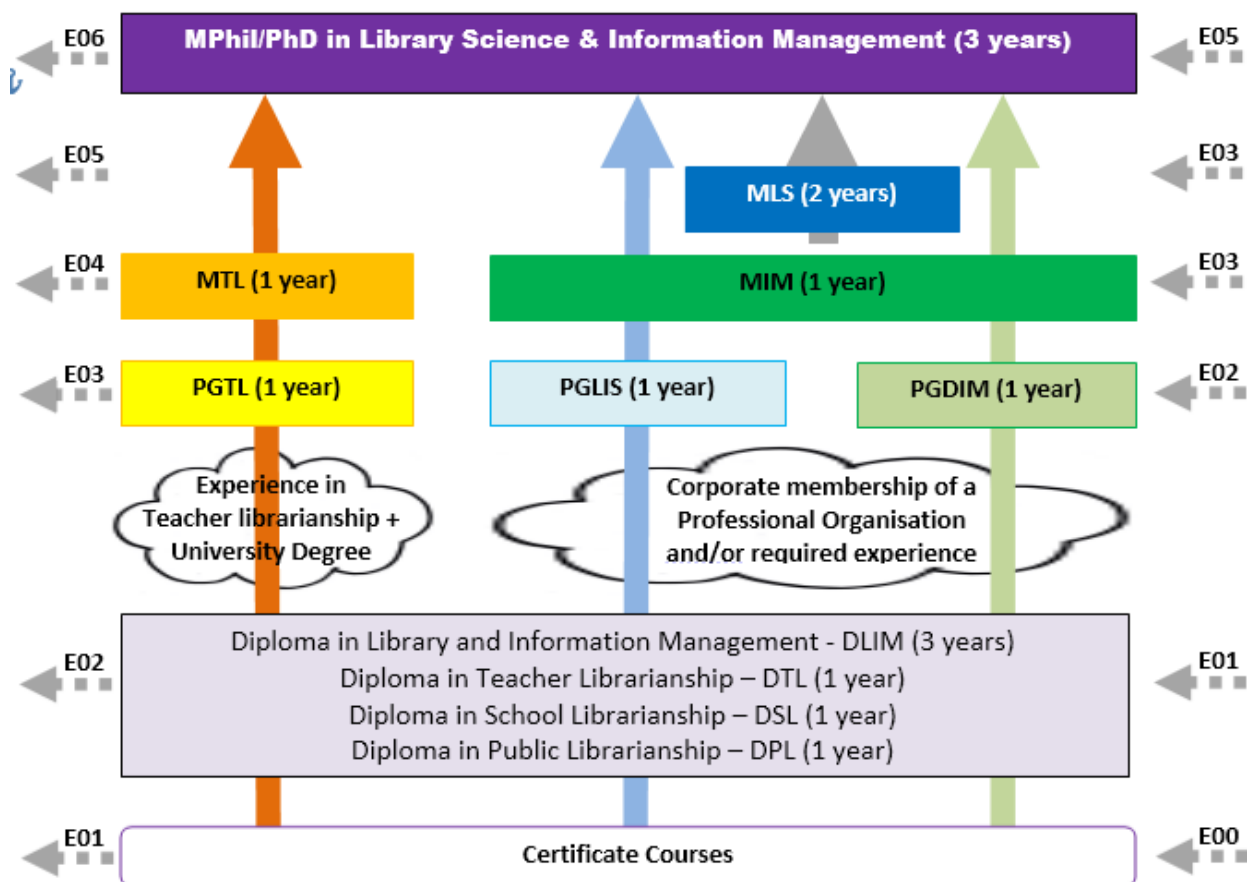 E06
MPhil/PhD in Library Science & Information Management (3 years)
E05
E05
MLS (2 years)
E03
E04
MTL (1 year)
MIM (1 year)
E03
E03
PGTL (1 year)
PGLIS (1 year)
PGDIM (1 year)
E02
Experience in
Teacher librarianship +
University Degree
Corporate membership of a
Professional Organisation
and/or required experience
E02
Diploma in Library and Information Management - DLIM (3 years)
Diploma in Teacher Librarianship – DTL (1 year)
Diploma in School Librarianship – DSL (1 year)
Diploma in Public Librarianship – DPL (1 year)
E01
E01
Certificate Courses
E00